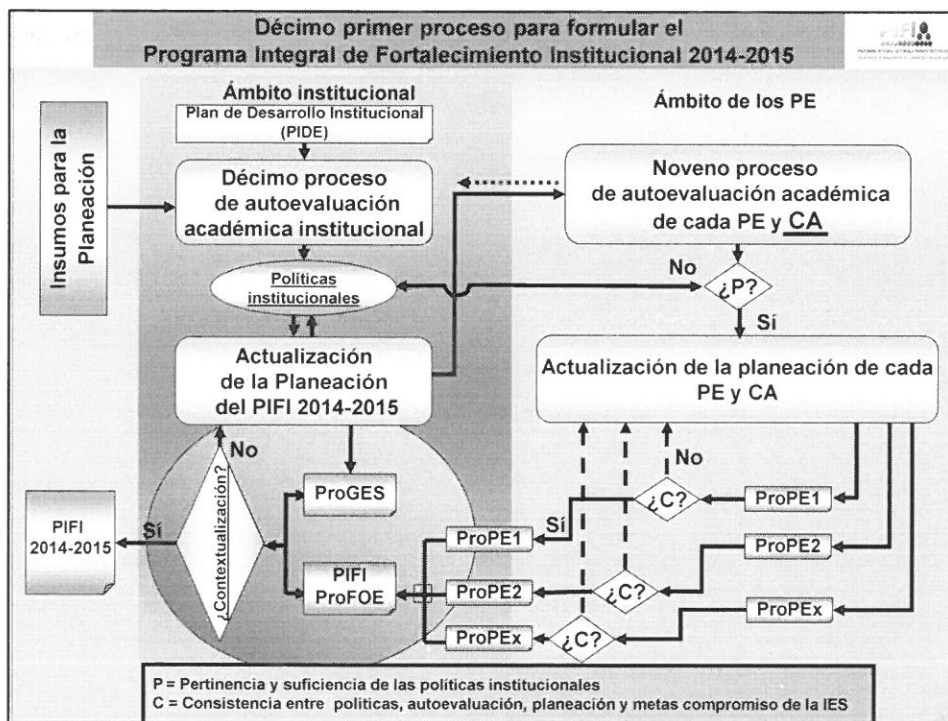 Décimo primer proceso para formular el
Programa Integral de Fortalecimiento Institucional 2014-2015
PIFI
Ámbito institucional
Ámbito de los PE
Insumos para la
Planeación
Plan de Desarrollo Institucional
(PIDE)
Décimo proceso
de autoevaluación
académica institucional
Noveno proceso
de autoevaluación académica
de cada PE y CA
Políticas
institucionales
No
¿P?
Sí
Actualización
de la Planeación
del PIFI 2014-2015
Actualización de la planeación de cada
PE y CA
No
¿Contextualización?
Sí
PIFI
2014-2015
ProGES
PIFI
ProFOE
No
¿C?
ProPE1
Sí
ProPE1
ProPE2
ProPE2
¿C?
ProPEx
ProPEx
¿C?
P = Pertinencia y suficiencia de las políticas institucionales
C = Consistencia entre políticas, autoevaluación, planeación y metas compromiso de la IES